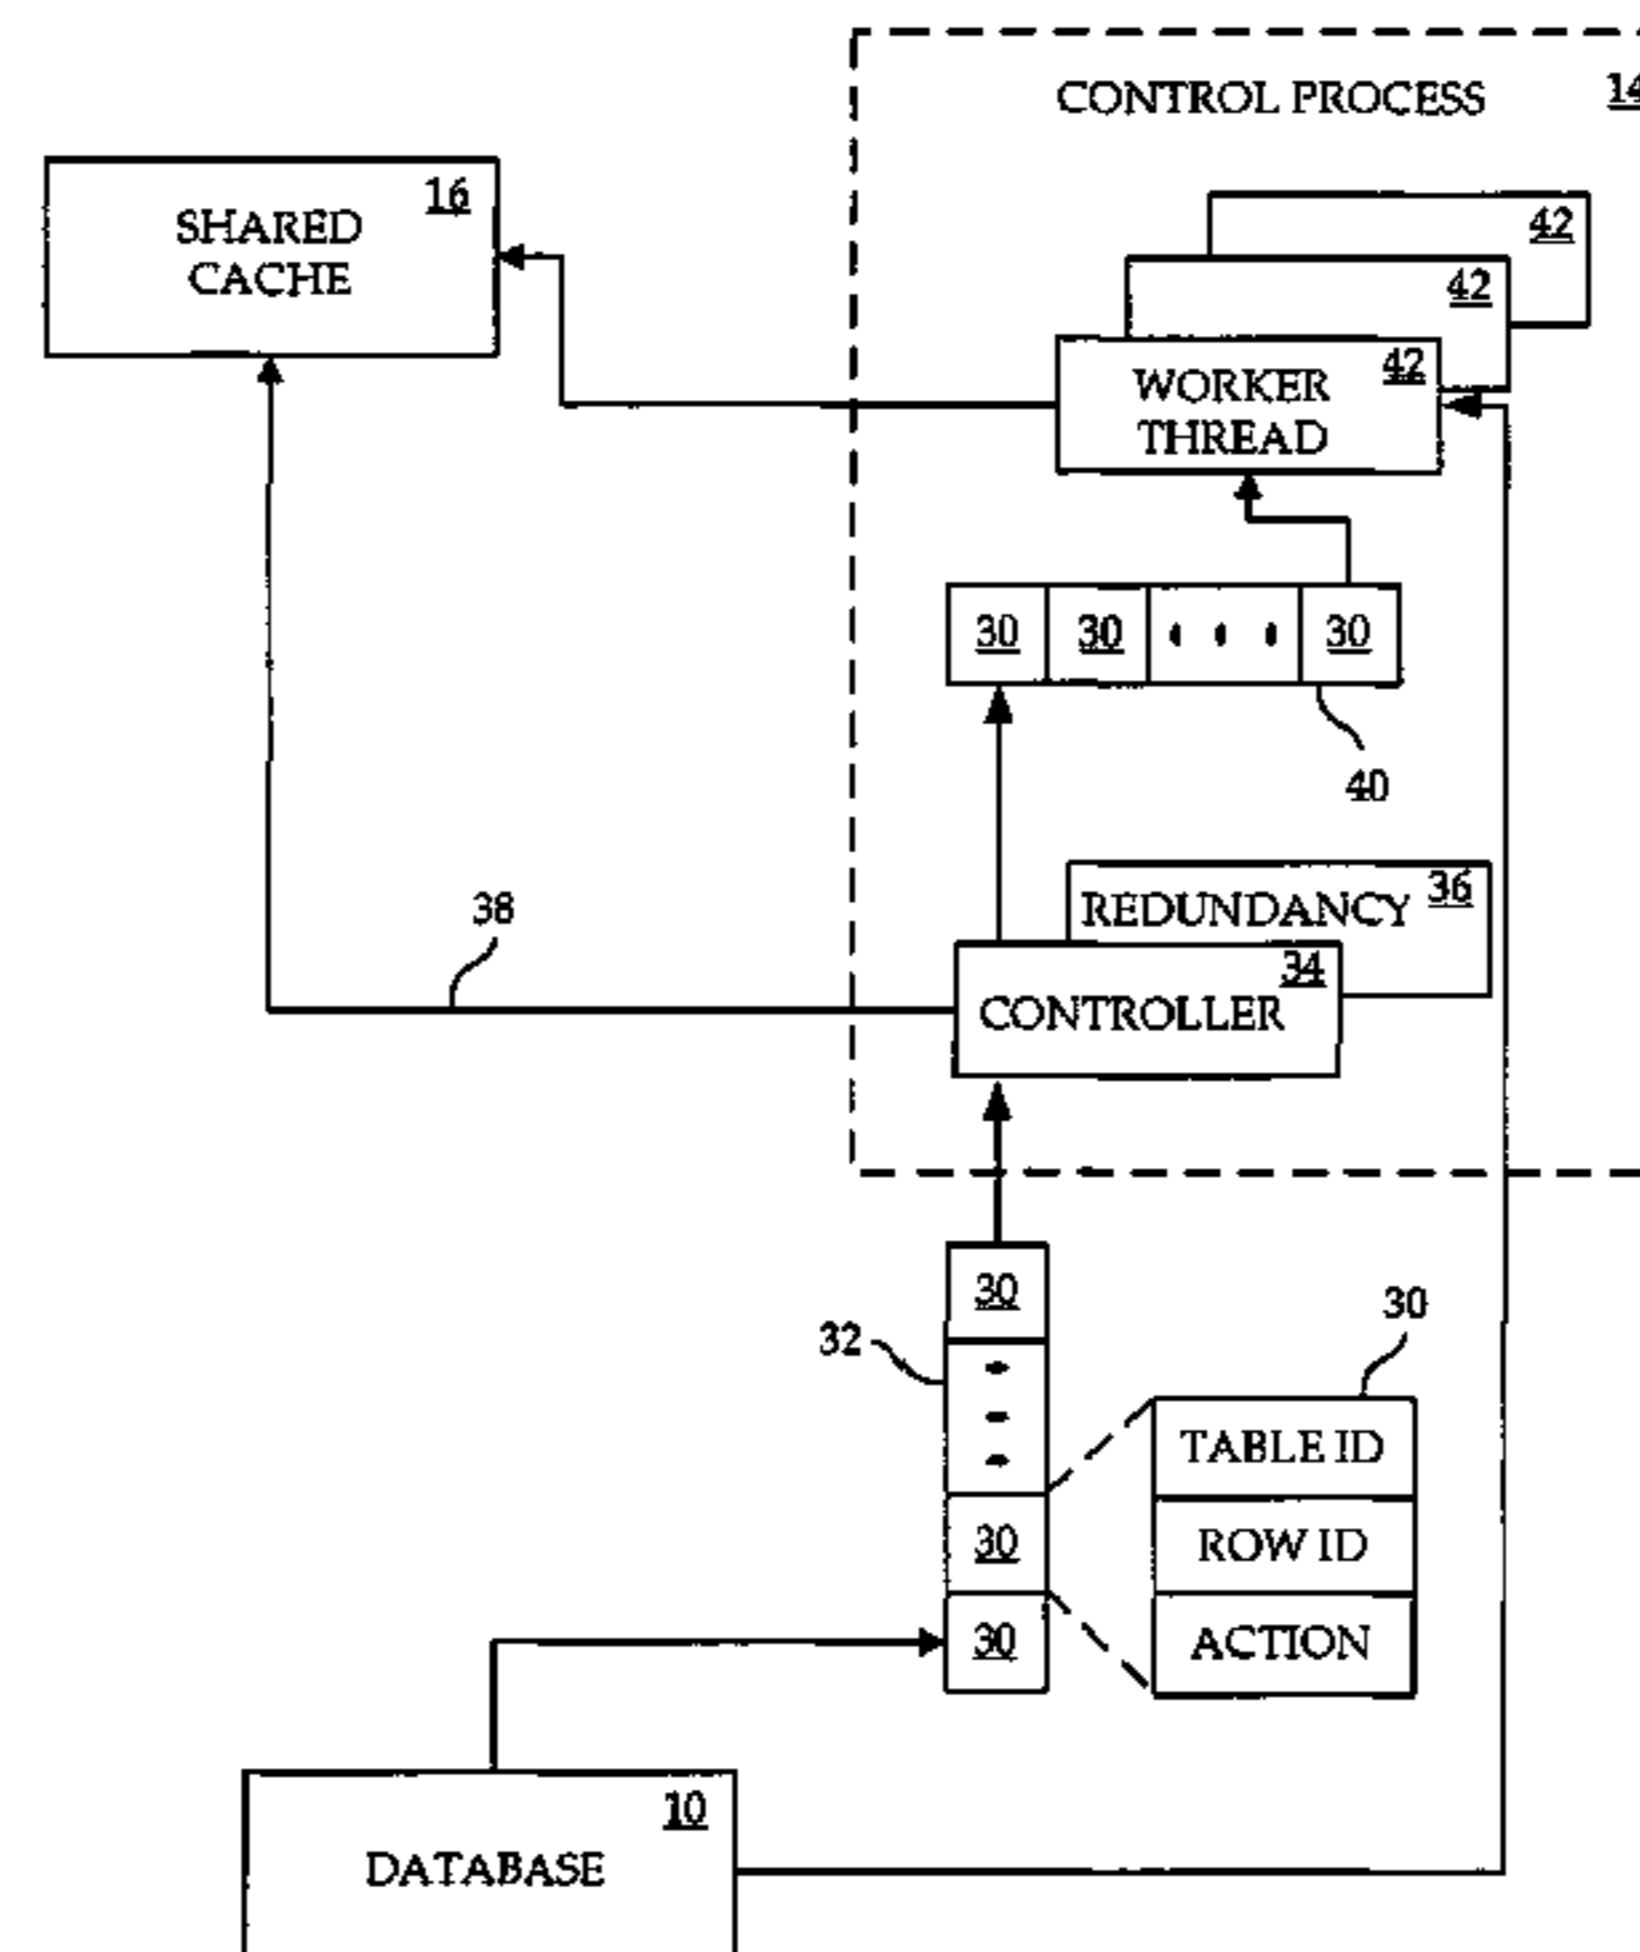 CONTROL PROCESS 14
16
SHARED
CACHE
42
42
42
WORKER
THREAD
30 30 30
40
38
REDUNDANCY 36
34
CONTROLLER
30
32
30
TABLE ID
30
ROW ID
30
ACTION
10
DATABASE